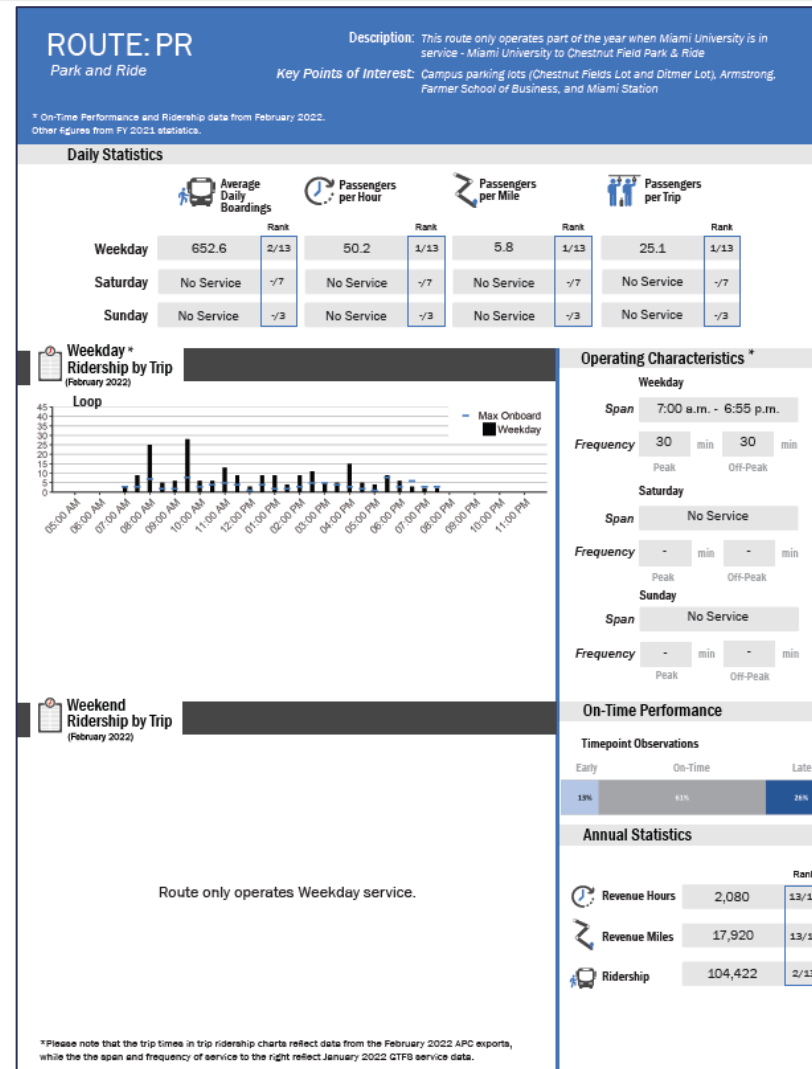 ROUTE: PR
Park and Ride
Description: This route only operates part of the year when Miami University is in
service - Miami University to Chestnut Field Park & Ride
Key Points of Interest: Campus parking lots (Chestnut Fields Lot and Ditmer Lot), Armstrong,
Farmer School of Business, and Miami Station
* On-Time Performance and Ridership data from February 2022.
Other figures from FY 2021 statistics.
Daily Statistics
Average Daily Boardings Passengers per Hour Passengers per Mile Passengers per Trip
Rank Rank Rank Rank
Weekday 652.6 2/13 50.2 1/13 5.8 1/13 25.1 1/13
Saturday No Service -/7 No Service -/7 No Service -/7 No Service -/7
Sunday No Service -/3 No Service -/3 No Service -/3 No Service -/3
Weekday *
Ridership by Trip
(February 2022)
Loop
Max Onboard
Weekday
45
40
35
30
25
20
15
10
5
0
05:00 AM 06:00 AM 07:00 AM 08:00 AM 09:00 AM 10:00 AM 11:00 AM 12:00 PM 01:00 PM 02:00 PM 03:00 PM 04:00 PM 05:00 PM 06:00 PM 07:00 PM 08:00 PM 09:00 PM 10:00 PM 11:00 PM
Operating Characteristics *
Weekday
Span 7:00 a.m. - 6:55 p.m.
Frequency 30 min 30 min
Peak Off-Peak
Saturday
Span No Service
Frequency - min - min
Peak Off-Peak
Sunday
Span No Service
Frequency - min - min
Peak Off-Peak
Weekend
Ridership by Trip
(February 2022)
Route only operates Weekday service.
On-Time Performance
Timepoint Observations
Early On-Time Late
13% 61% 26%
Annual Statistics
Rank
Revenue Hours 2,080 13/1
Revenue Miles 17,920 13/1
Ridership 104,422 2/13
*Please note that the trip times in trip ridership charts reflect data from the February 2022 APC exports,
while the the span and frequency of service to the right reflect January 2022 GTFS service data.